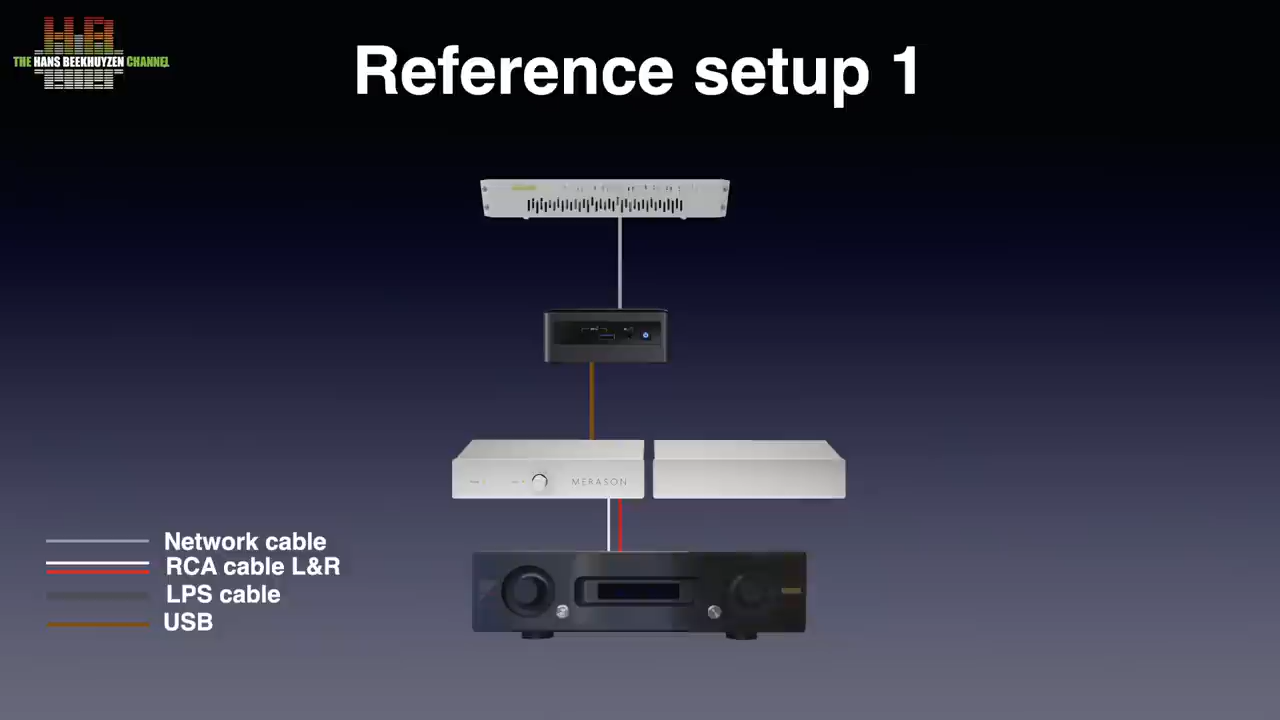 THE HANS BEEKHUYZEN CHANNEL
Reference setup 1
MERASON
Network cable
RCA cable L&R
LPS cable
USB